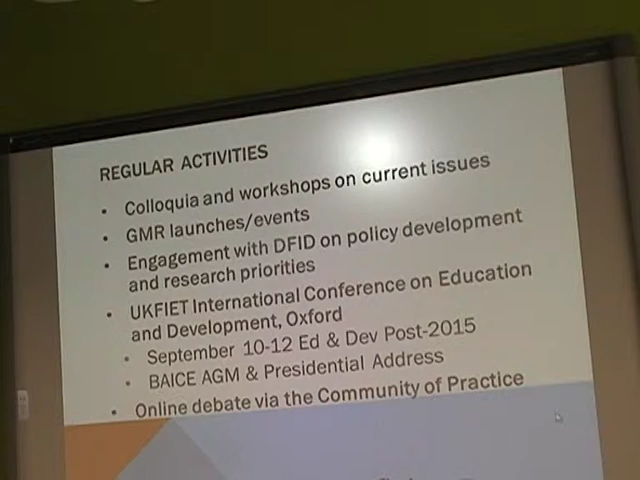 REGULAR ACTIVITIES
• Colloquia and workshops on current issues
• GMR launches/events
• Engagement with DFID on policy development
and research priorities
• UKFIET International Conference on Education
and Development, Oxford
• September 10-12 Ed & Dev Post-2015
• BAICE AGM & Presidential Address
• Online debate via the Community of Practice